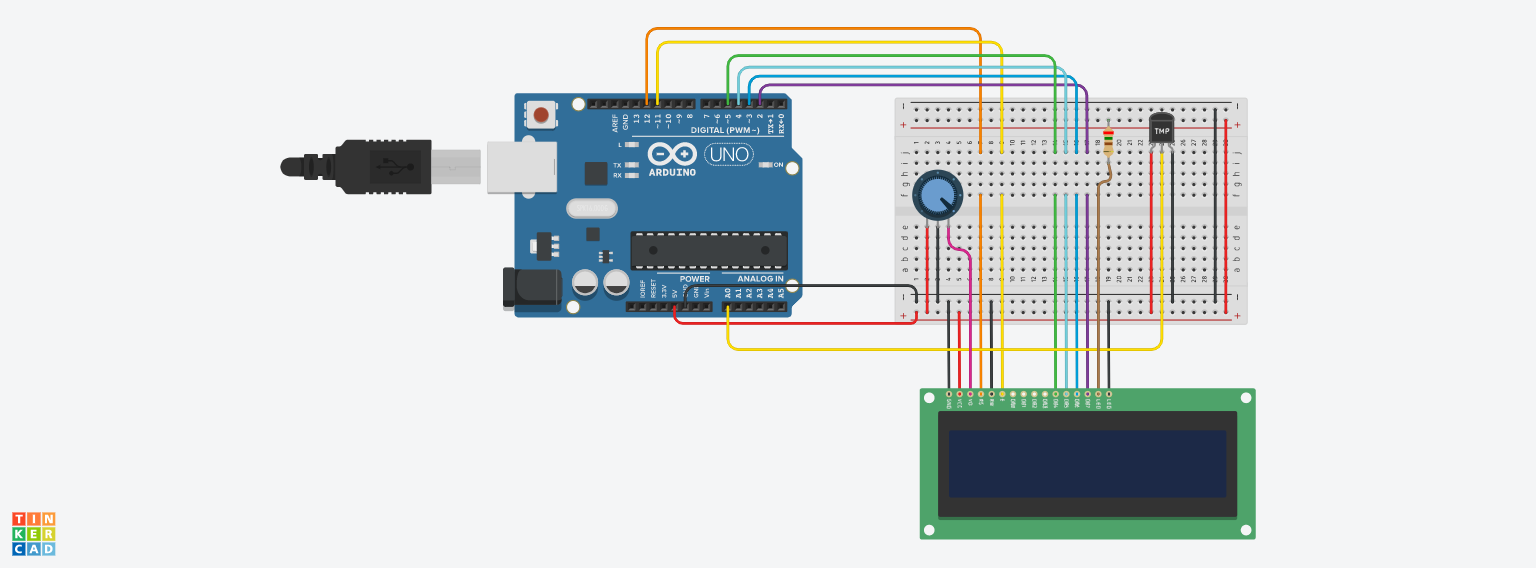 AREF
GND
13
12
~11
~10
~9
8
7
~6
~5
4
~3
2
TX→1
RX←0
DIGITAL (PWM~)
L
TX
RX
ARDUINO
UNO
ON
POWER
ANALOG IN
IOREF
RESET
3.3V
5V
GND
GND
Vin
A0
A1
A2
A3
A4
A5
TMP
j
i
h
g
f
e
d
c
b
a
GND
VCC
V0
RS
RW
E
DB0
DB1
DB2
DB3
DB4
DB5
DB6
DB7
LED
LED
TIN
KER
CAD